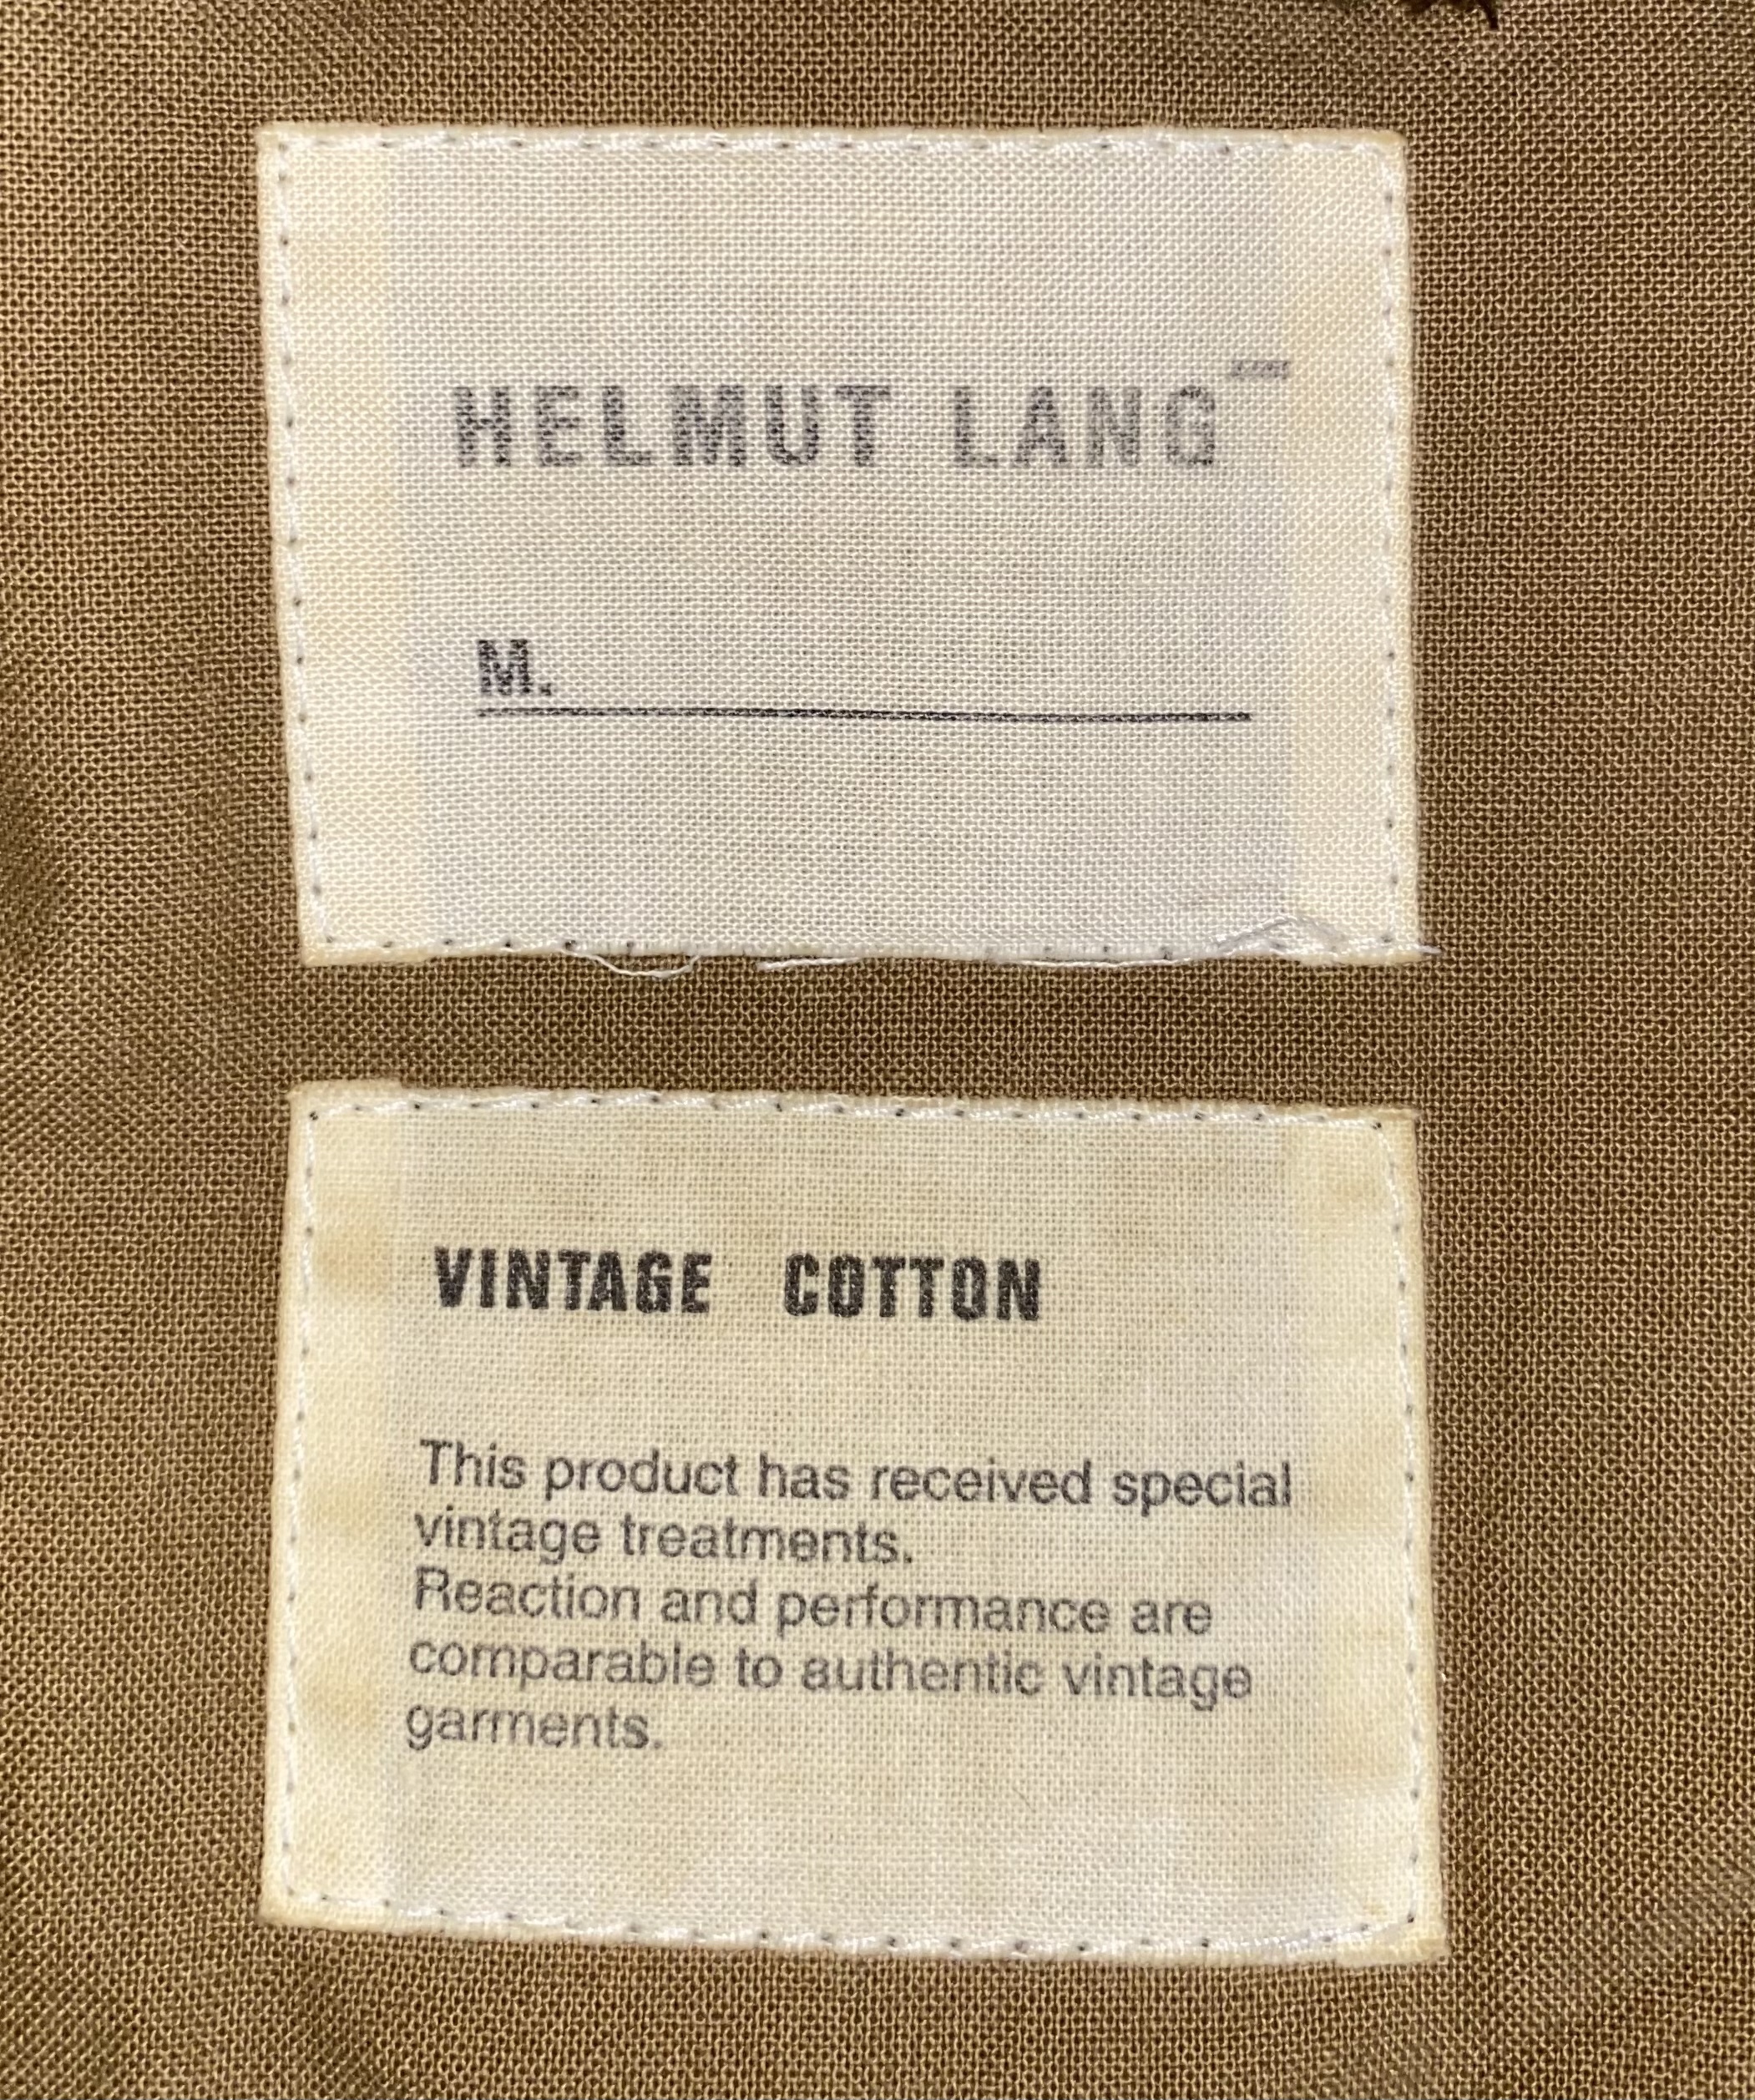 HELMUT LANG
M.
VINTAGE COTTON
This product has received special
vintage treatments.
Reaction and performance are
comparable to authentic vintage
garments.